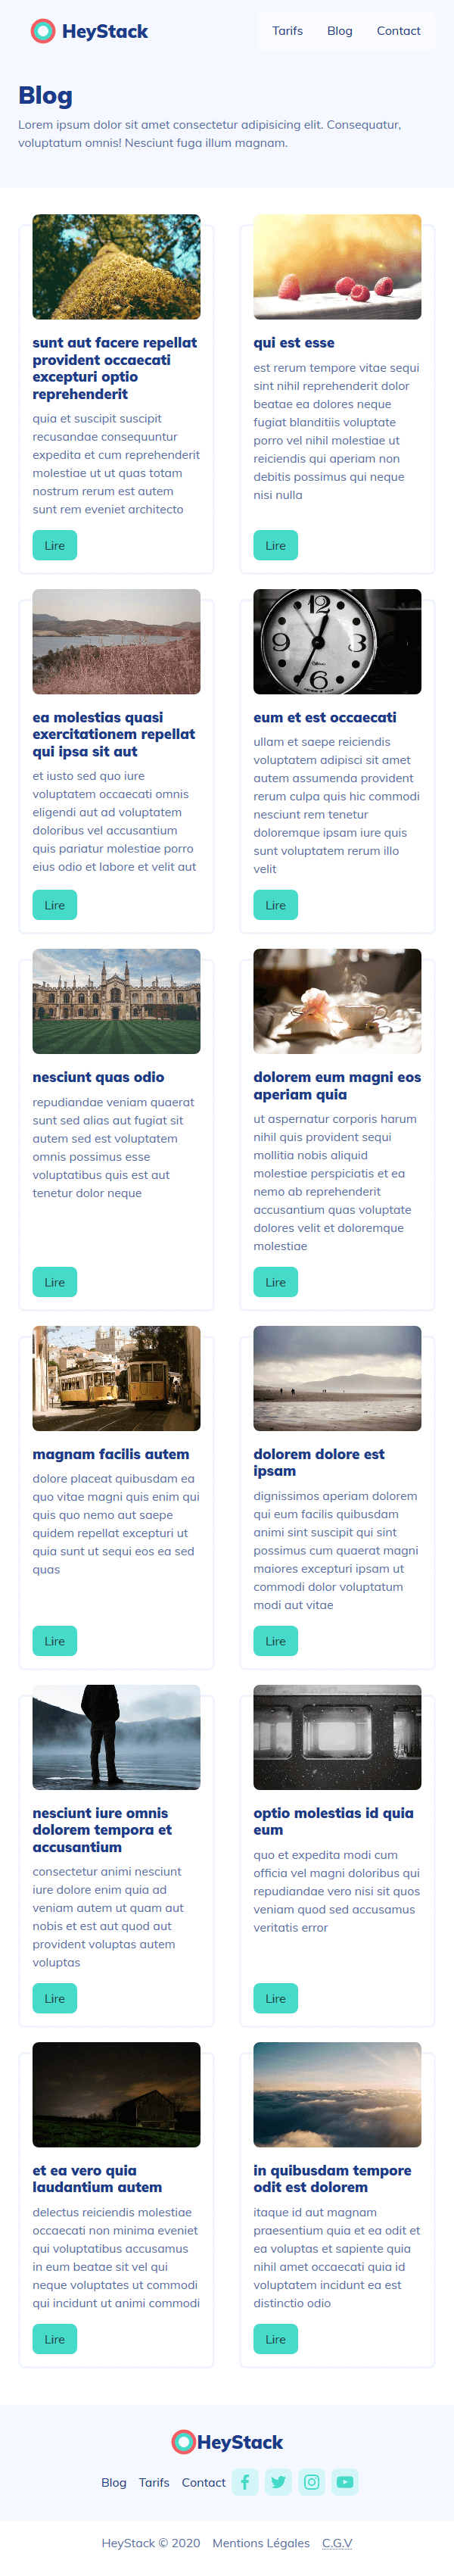 HeyStack
Tarifs Blog Contact
Blog
Lorem ipsum dolor sit amet consectetur adipisicing elit. Consequatur,
voluptatum omnis! Nesciunt fuga illum magnam.
sunt aut facere repellat
provident occaecati
excepturi optio
reprehenderit
quia et suscipit suscipit
recusandae consequuntur
expedita et cum reprehenderit
molestiae ut ut quas totam
nostrum rerum est autem
sunt rem eveniet architecto
Lire
qui est esse
est rerum tempore vitae sequi
sint nihil reprehenderit dolor
beatae ea dolores neque
fugiat blanditiis voluptate
porro vel nihil molestiae ut
reiciendis qui aperiam non
debitis possimus qui neque
nisi nulla
Lire
ea molestias quasi
exercitationem repellat
qui ipsa sit aut
et iusto sed quo iure
voluptatem occaecati omnis
eligendi aut ad voluptatem
doloribus vel accusantium
quis pariatur molestiae porro
eius odio et labore et velit aut
Lire
12
9
3
6
eum et est occaecati
ullam et saepe reiciendis
voluptatem adipisci sit amet
autem assumenda provident
rerum culpa quis hic commodi
nesciunt rem tenetur
doloremque ipsam iure quis
sunt voluptatem rerum illo
velit
Lire
nesciunt quas odio
repudiandae veniam quaerat
sunt sed alias aut fugiat sit
autem sed est voluptatem
omnis possimus esse
voluptatibus quis est aut
tenetur dolor neque
Lire
dolorem eum magni eos
aperiam quia
ut aspernatur corporis harum
nihil quis provident sequi
mollitia nobis aliquid
molestiae perspiciatis et ea
nemo ab reprehenderit
accusantium quas voluptate
dolores velit et doloremque
molestiae
Lire
magnam facilis autem
dolore placeat quibusdam ea
quo vitae magni quis enim qui
quis quo nemo aut saepe
quidem repellat excepturi ut
quia sunt ut sequi eos ea sed
quas
Lire
dolorem dolore est
ipsam
dignissimos aperiam dolorem
qui eum facilis quibusdam
animi sint suscipit qui sint
possimus cum quaerat magni
maiores excepturi ipsam ut
commodi dolor voluptatum
modi aut vitae
Lire
nesciunt iure omnis
dolorem tempora et
accusantium
consectetur animi nesciunt
iure dolore enim quia ad
veniam autem ut quam aut
nobis et est aut quod aut
provident voluptas autem
voluptas
Lire
optio molestias id quia
eum
quo et expedita modi cum
officia vel magni doloribus qui
repudiandae vero nisi sit quos
veniam quod sed accusamus
veritatis error
Lire
et ea vero quia
laudantium autem
delectus reiciendis molestiae
occaecati non minima eveniet
qui voluptatibus accusamus
in eum beatae sit vel qui
neque voluptates ut commodi
qui incidunt ut animi commodi
Lire
in quibusdam tempore
odit est dolorem
itaque id aut magnam
praesentium quia et ea odit et
ea voluptas et sapiente quia
nihil amet occaecati quia id
voluptatem incidunt ea est
distinctio odio
Lire
HeyStack
Blog Tarifs Contact
HeyStack © 2020 Mentions Légales C.G.V